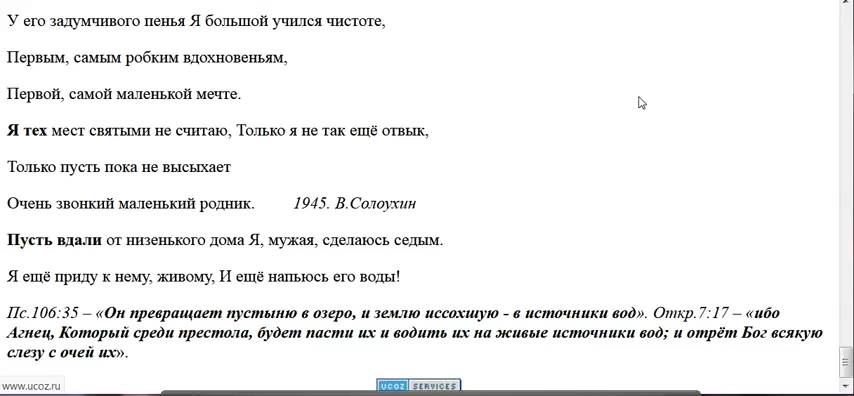 У его задумчивого пенья Я большой учился чистоте,
Первым, самым робким вдохновеньям,
Первой, самой маленькой мечте.
Я тех мест святыми не считаю, Только я не так ещё отвык,
Только пусть пока не высыхает
Очень звонкий маленький родник. 1945. В.Солоухин
Пусть вдали от низенького дома Я, мужая, сделаюсь седым.
Я ещё приду к нему, живому, И ещё напьюсь его воды!
Пс.106:35 – «Он превращает пустыню в озеро, и землю иссохшую - в источники вод». Откр.7:17 – «ибо
Агнец, Который среди престола, будет пасти их и водить их на живые источники вод; и отрёт Бог всякую
слезу с очей их».
www.ucoz.ru
UCOZ SERVICES